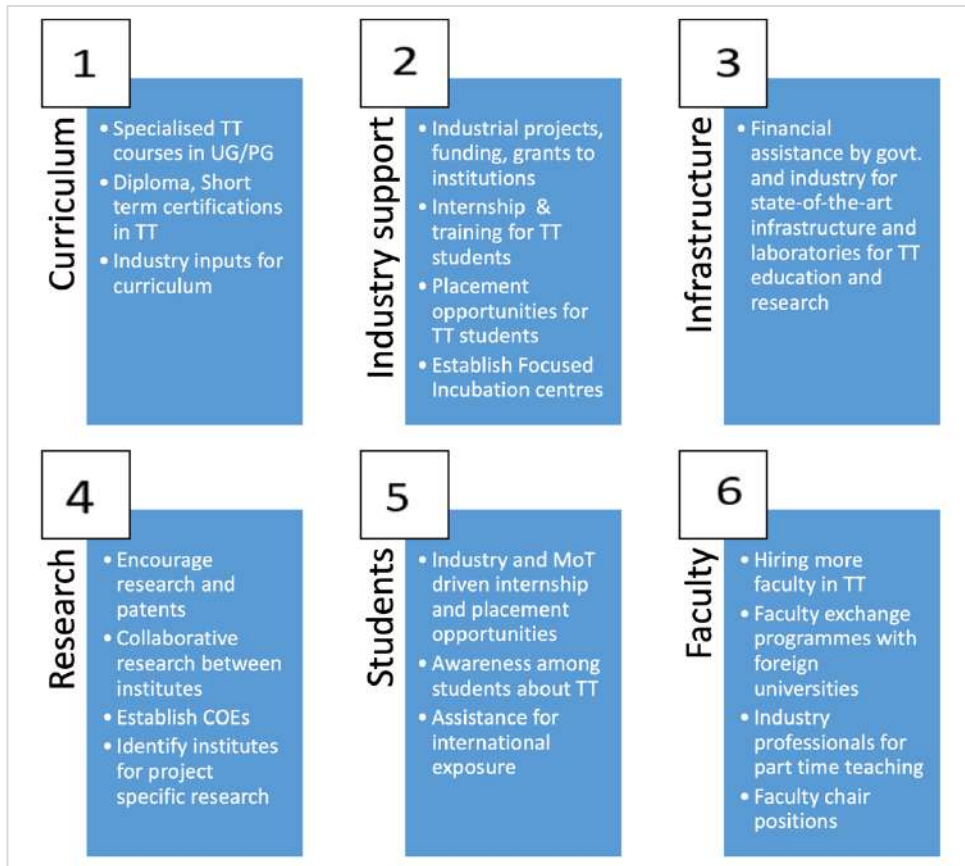 1
Curriculum
• Specialised TT
courses in UG/PG
• Diploma, Short
term certifications
in TT
• Industry inputs for
curriculum
2
Industry support
• Industrial projects,
funding, grants to
institutions
• Internship &
training for TT
students
• Placement
opportunities for
TT students
• Establish Focused
Incubation centres
3
Infrastructure
• Financial
assistance by govt.
and industry for
state-of-the-art
infrastructure and
laboratories for TT
education and
research
4
Research
• Encourage
research and
patents
• Collaborative
research between
institutes
• Establish COEs
• Identify institutes
for project
specific research
5
Students
• Industry and MoT
driven internship
and placement
opportunities
• Awareness among
students about TT
• Assistance for
international
exposure
6
Faculty
• Hiring more
faculty in TT
• Faculty exchange
programmes with
foreign
universities
• Industry
professionals for
part time teaching
• Faculty chair
positions